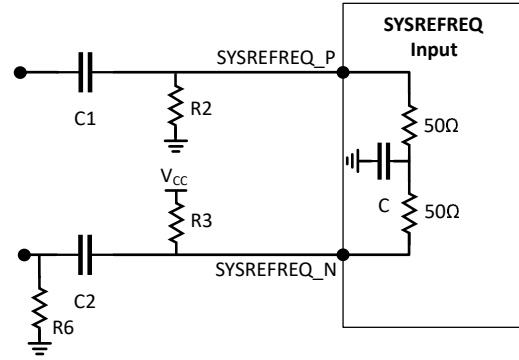 SYSREFREQ
Input
SYSREFREQ_P
C1
R2
50Ω
V_CC
C
R3
50Ω
SYSREFREQ_N
C2
R6